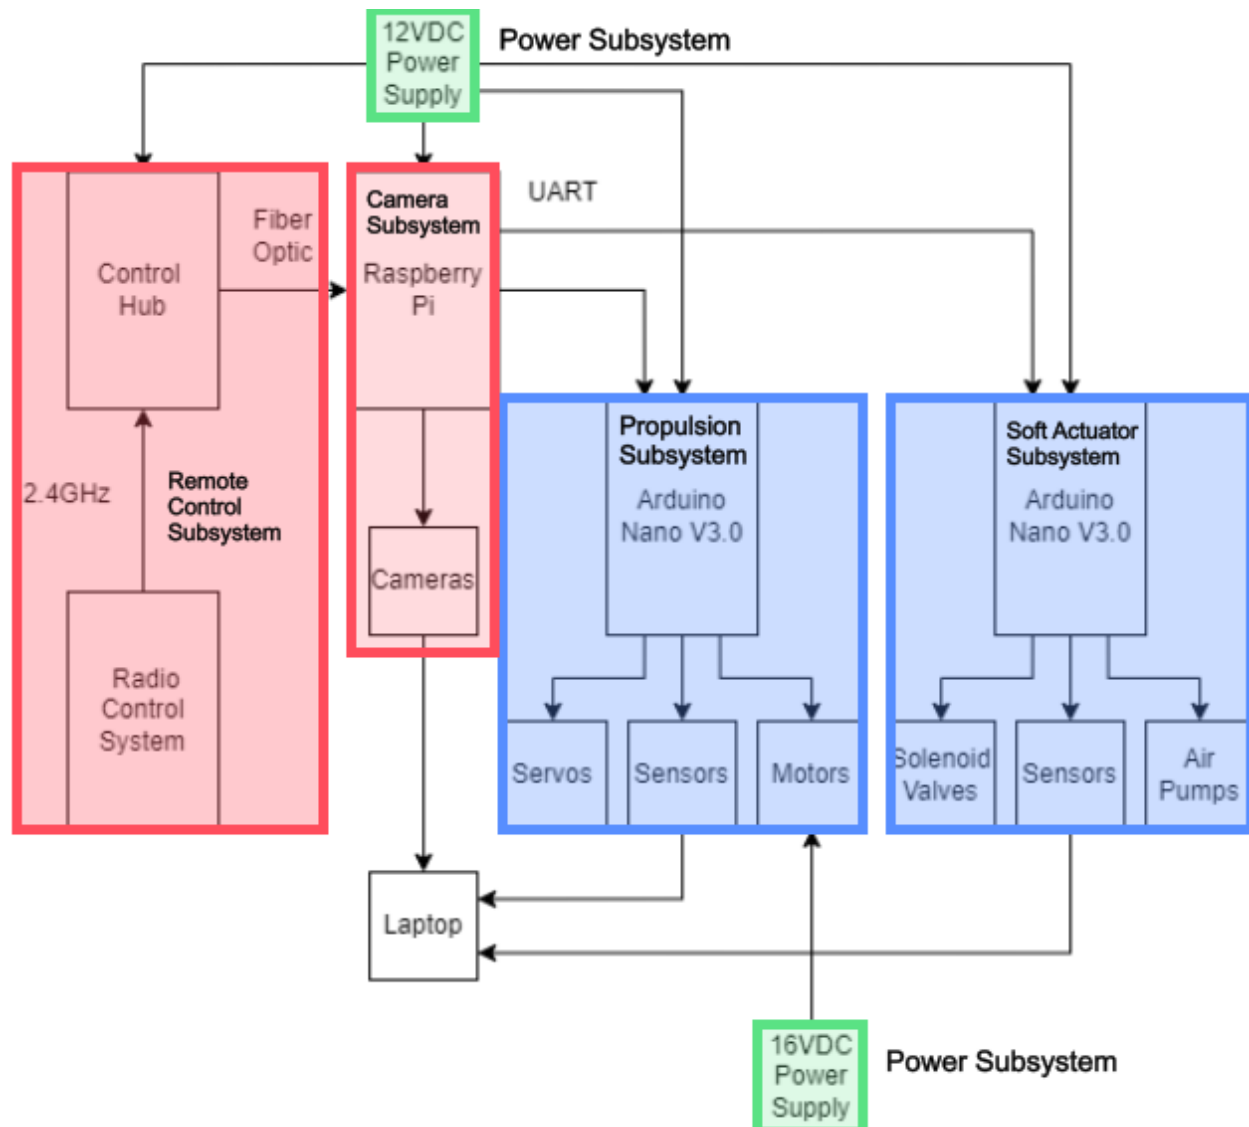 12VDC
Power
Supply
Power Subsystem
UART
Fiber
Optic
Control
Hub
Camera
Subsystem
Raspberry
Pi
2.4GHz
Remote
Control
Subsystem
Cameras
Radio
Control
System
Propulsion
Subsystem
Arduino
Nano V3.0
Servos
Sensors
Motors
Soft Actuator
Subsystem
Arduino
Nano V3.0
Solenoid
Valves
Sensors
Air
Pumps
Laptop
16VDC
Power
Supply
Power Subsystem